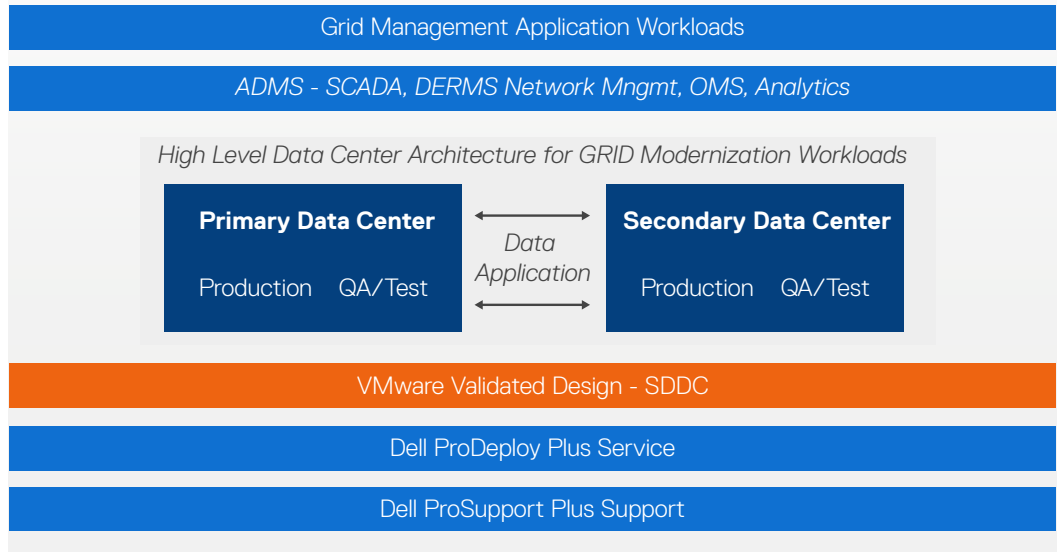 Grid Management Application Workloads
ADMS - SCADA, DERMS Network Mngmt, OMS, Analytics
High Level Data Center Architecture for GRID Modernization Workloads
Primary Data Center
Production QA/Test
Data
Application
Secondary Data Center
Production QA/Test
VMware Validated Design - SDDC
Dell ProDeploy Plus Service
Dell ProSupport Plus Support